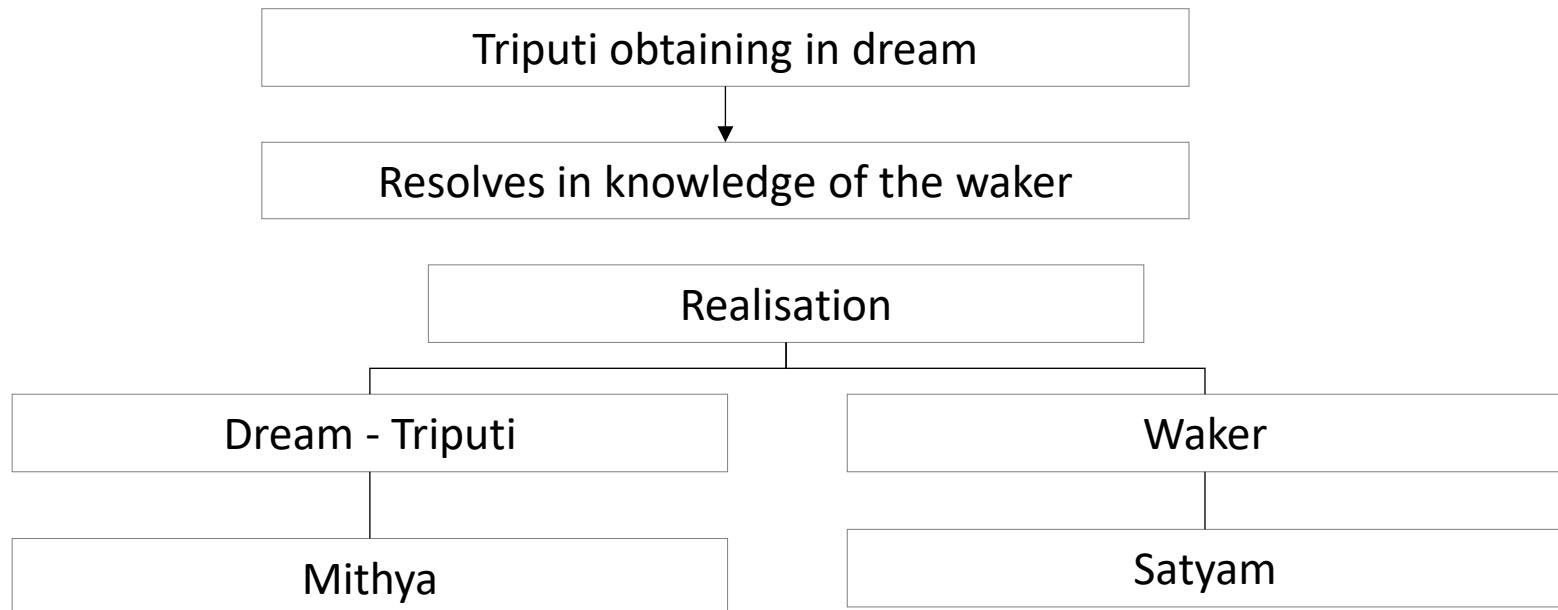 Triputi obtaining in dream
Resolves in knowledge of the waker
Realisation
Dream - Triputi
Waker
Mithya
Satyam